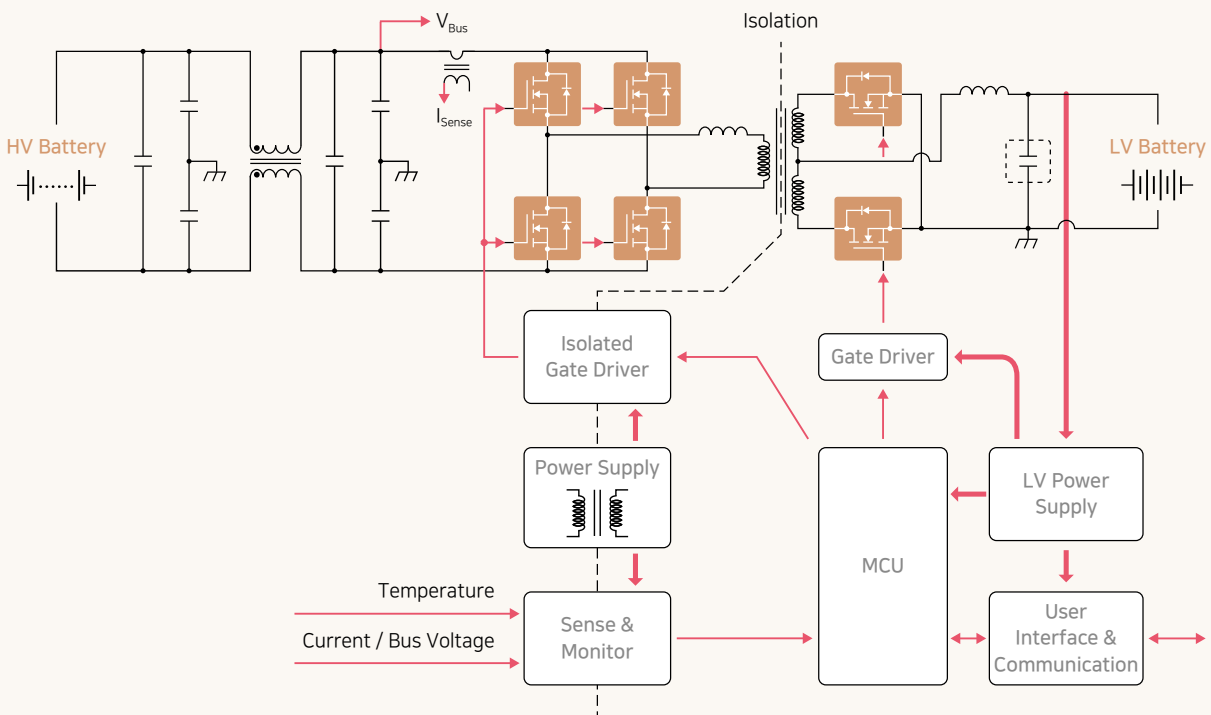 V_Bus
Isolation
I_Sense
HV Battery
LV Battery
Isolated
Gate Driver
Gate Driver
Power Supply
LV Power
Supply
MCU
Temperature
Current / Bus Voltage
Sense &
Monitor
User
Interface &
Communication